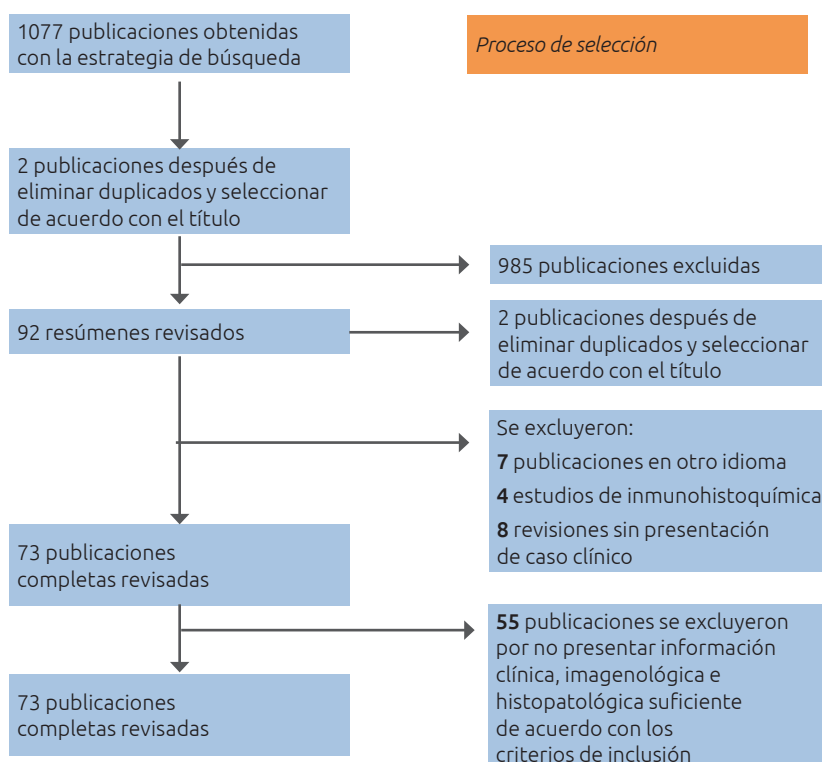 1077 publicaciones obtenidas
con la estrategia de búsqueda
Proceso de selección
2 publicaciones después de
eliminar duplicados y seleccionar
de acuerdo con el título
985 publicaciones excluidas
92 resúmenes revisados
2 publicaciones después de
eliminar duplicados y seleccionar
de acuerdo con el título
Se excluyeron:
7 publicaciones en otro idioma
4 estudios de inmunohistoquímica
8 revisiones sin presentación
de caso clínico
73 publicaciones
completas revisadas
55 publicaciones se excluyeron
por no presentar información
clínica, imagenológica e
histopatológica suficiente
de acuerdo con los
criterios de inclusión
73 publicaciones
completas revisadas